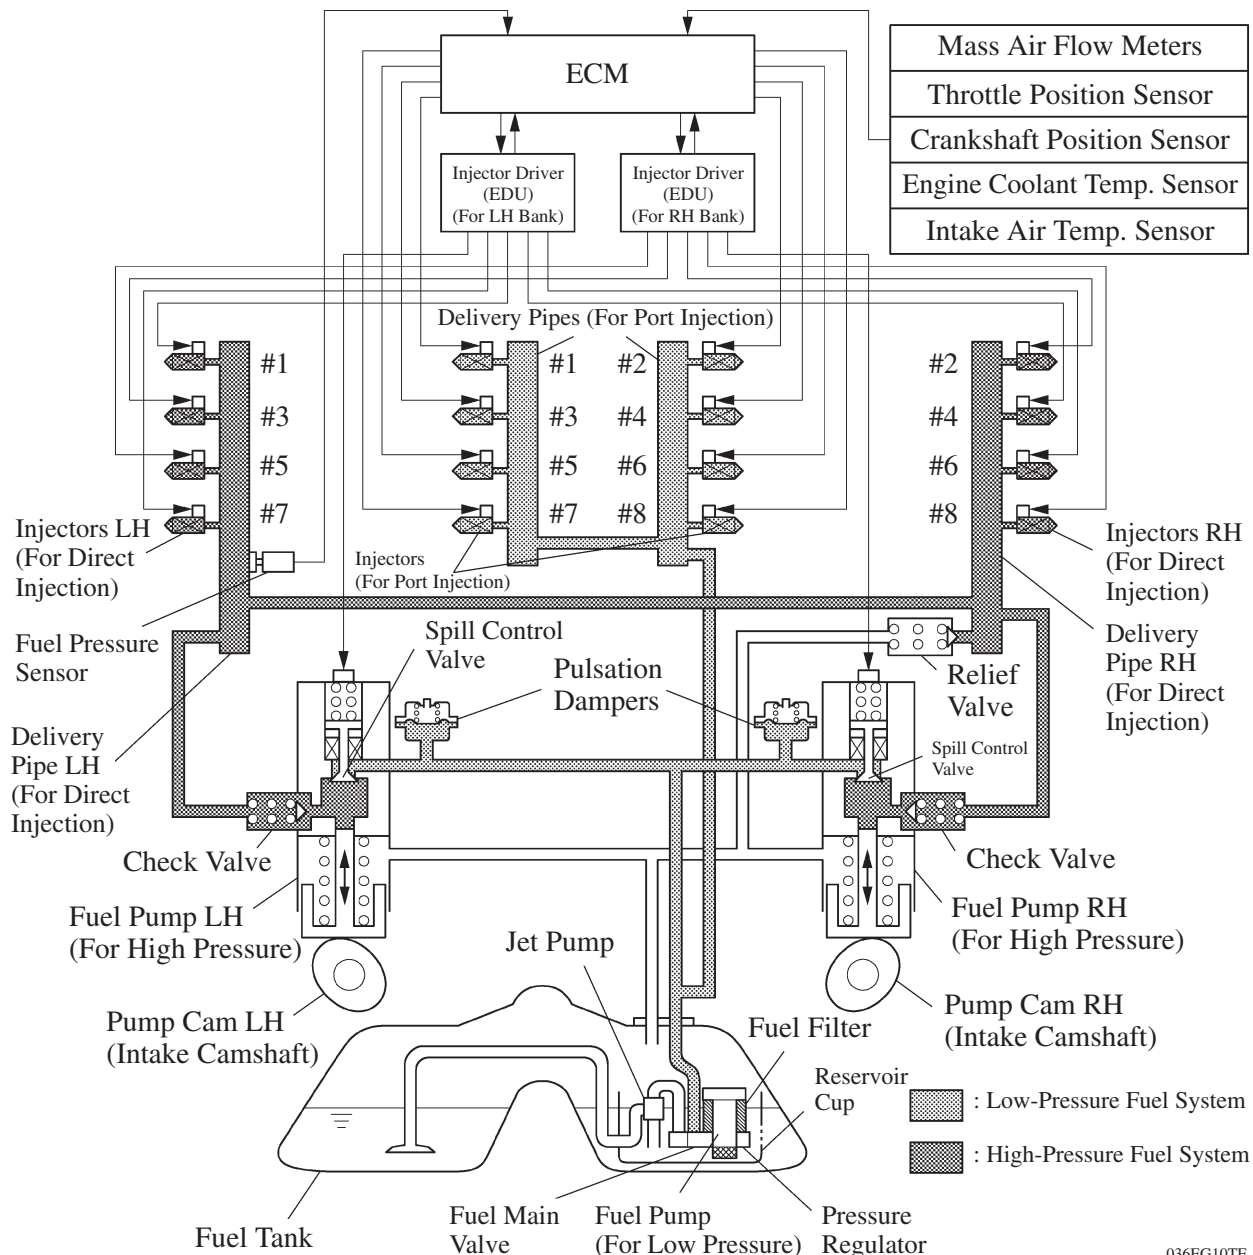 ECM
Mass Air Flow Meters
Throttle Position Sensor
Crankshaft Position Sensor
Engine Coolant Temp. Sensor
Intake Air Temp. Sensor
Injector Driver
(EDU)
(For LH Bank)
Injector Driver
(EDU)
(For RH Bank)
Delivery Pipes (For Port Injection)
#1
#3
#5
#7
#1
#3
#5
#7
#2
#4
#6
#8
#2
#4
#6
#8
Injectors LH
(For Direct
Injection)
Injectors
(For Port Injection)
Injectors RH
(For Direct
Injection)
Fuel Pressure
Sensor
Spill Control
Valve
Pulsation
Dampers
Relief
Valve
Delivery
Pipe RH
(For Direct
Injection)
Delivery
Pipe LH
(For Direct
Injection)
Spill Control
Valve
Check Valve
Check Valve
Fuel Pump LH
(For High Pressure)
Jet Pump
Fuel Pump RH
(For High Pressure)
Pump Cam LH
(Intake Camshaft)
Fuel Filter
Pump Cam RH
(Intake Camshaft)
Reservoir
Cup
: Low-Pressure Fuel System
: High-Pressure Fuel System
Fuel Tank
Fuel Main
Valve
Fuel Pump
(For Low Pressure)
Pressure
Regulator
036EG10TE